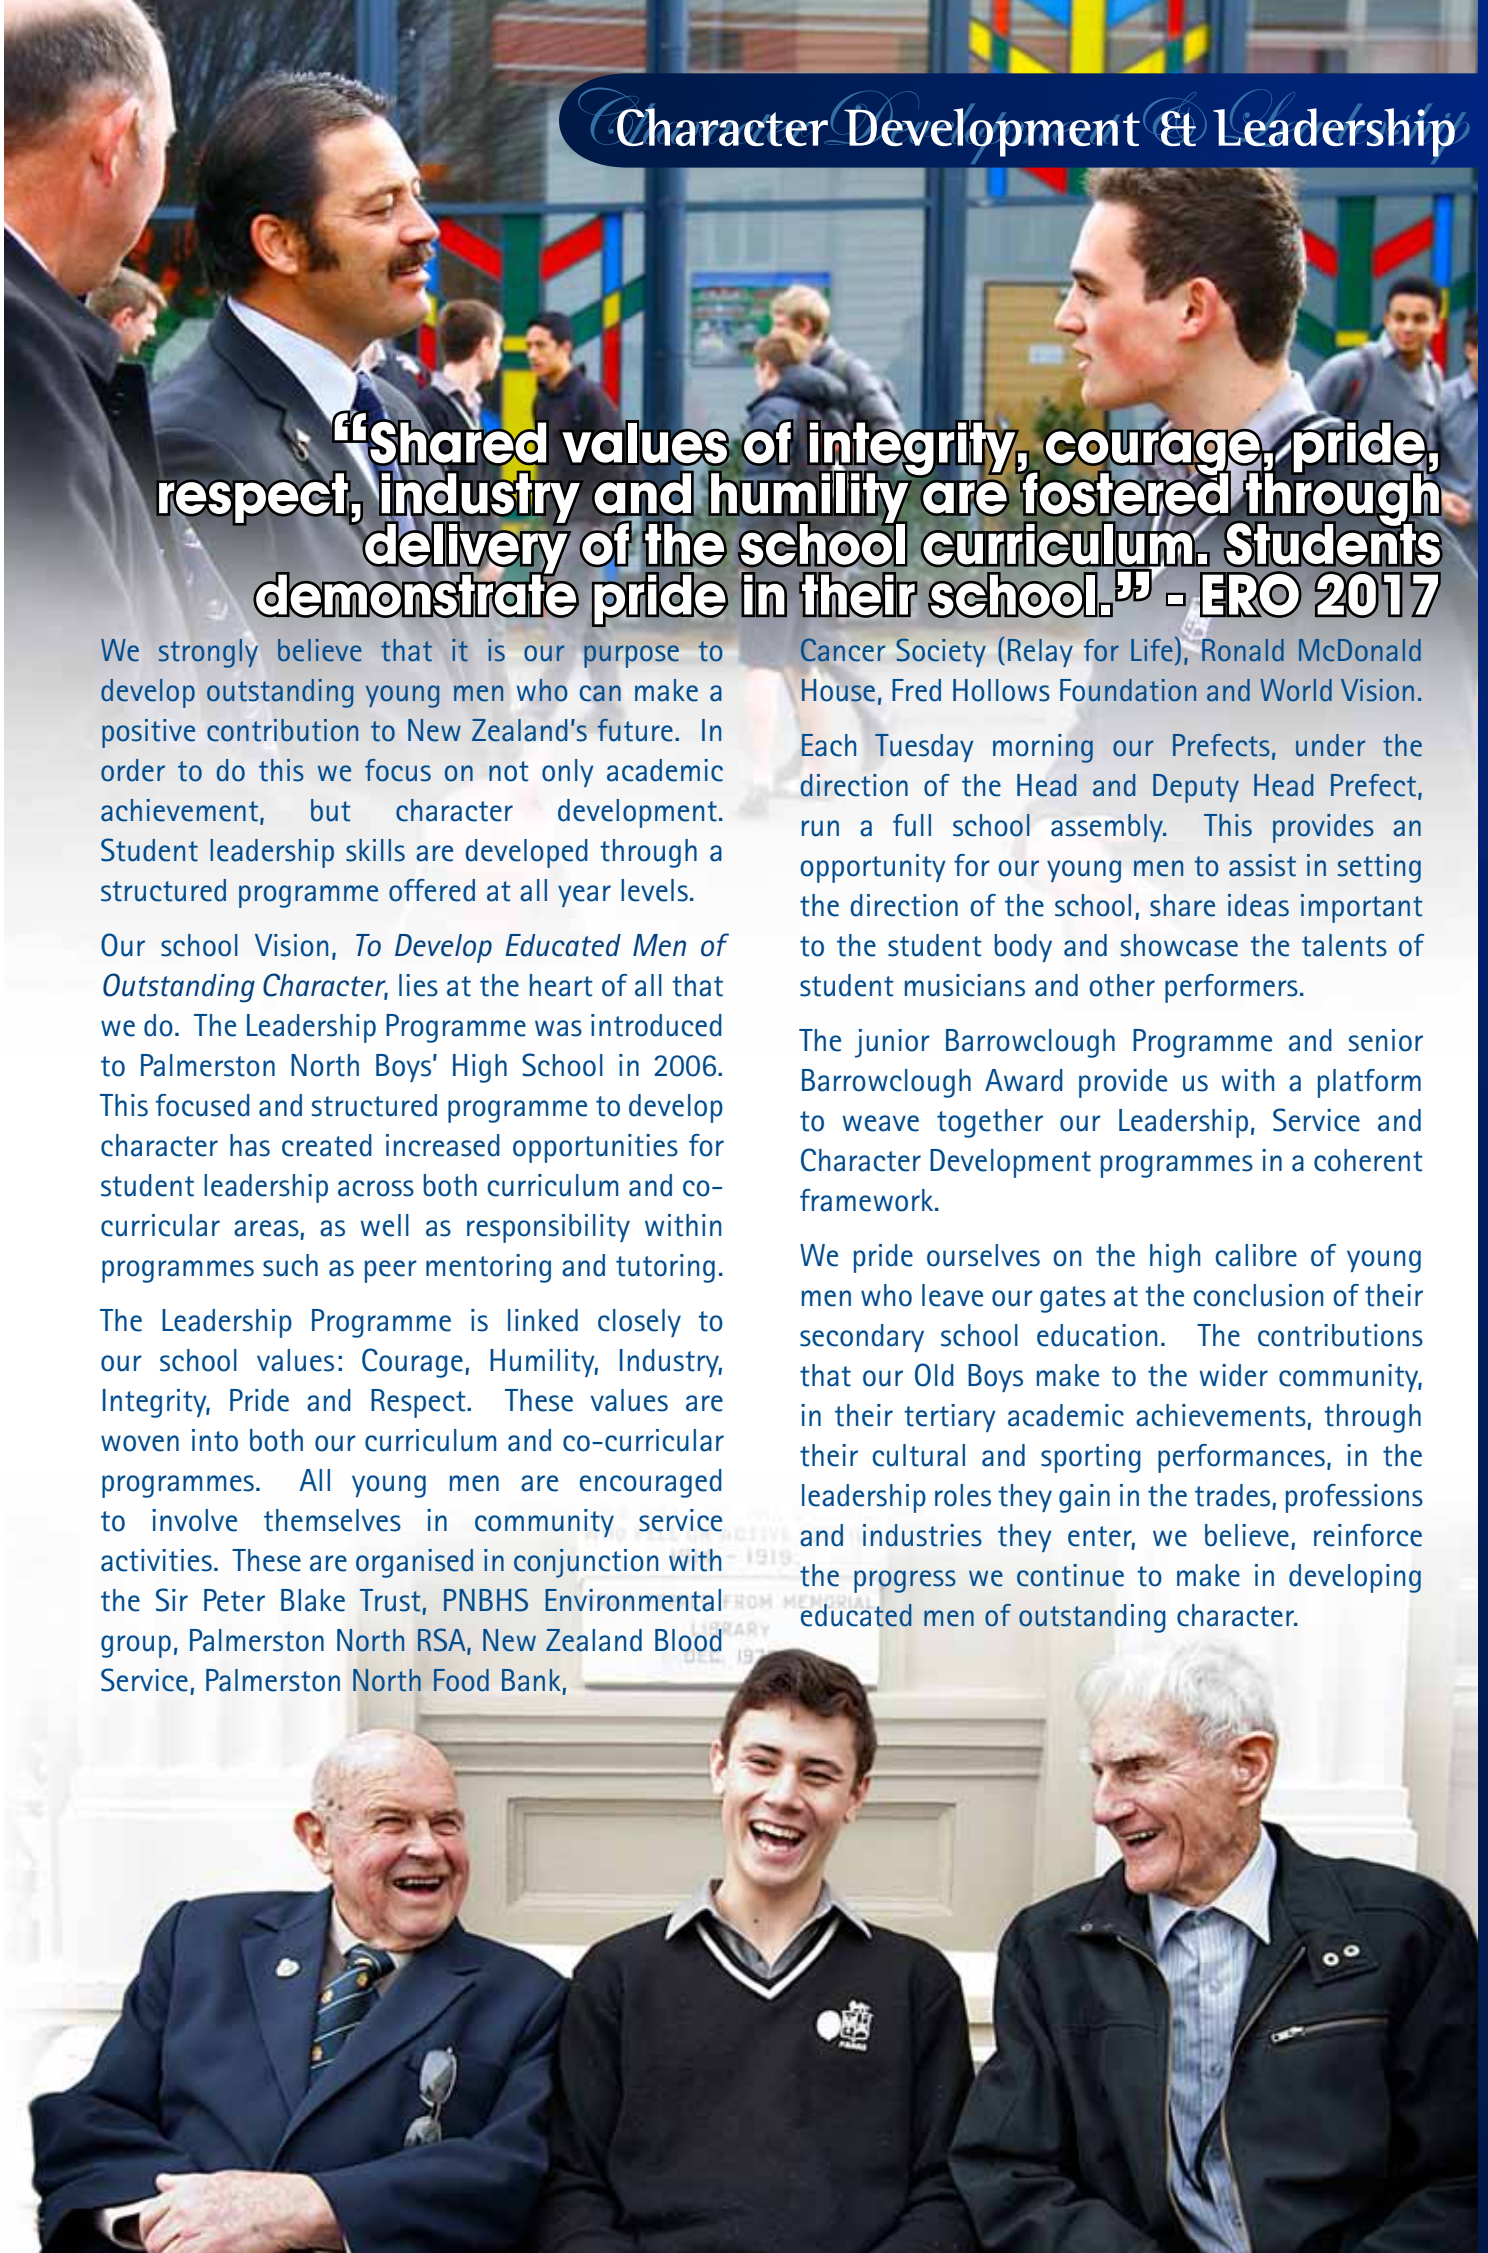 Character Development & Leadership
“Shared values of integrity, courage, pride,
respect, industry and humility are fostered through
delivery of the school curriculum. Students
demonstrate pride in their school.” - ERO 2017
We strongly believe that it is our purpose to
develop outstanding young men who can make a
positive contribution to New Zealand’s future. In
order to do this we focus on not only academic
achievement, but character development.
Student leadership skills are developed through a
structured programme offered at all year levels.
Our school Vision, To Develop Educated Men of
Outstanding Character, lies at the heart of all that
we do. The Leadership Programme was introduced
to Palmerston North Boys’ High School in 2006.
This focused and structured programme to develop
character has created increased opportunities for
student leadership across both curriculum and co-
curricular areas, as well as responsibility within
programmes such as peer mentoring and tutoring.
The Leadership Programme is linked closely to
our school values: Courage, Humility, Industry,
Integrity, Pride and Respect. These values are
woven into both our curriculum and co-curricular
programmes. All young men are encouraged
to involve themselves in community service
activities. These are organised in conjunction with
the Sir Peter Blake Trust, PNBHS Environmental
group, Palmerston North RSA, New Zealand Blood
Service, Palmerston North Food Bank,
Cancer Society (Relay for Life), Ronald McDonald
House, Fred Hollows Foundation and World Vision.
Each Tuesday morning our Prefects, under the
direction of the Head and Deputy Head Prefect,
run a full school assembly. This provides an
opportunity for our young men to assist in setting
the direction of the school, share ideas important
to the student body and showcase the talents of
student musicians and other performers.
The junior Barrowclough Programme and senior
Barrowclough Award provide us with a platform
to weave together our Leadership, Service and
Character Development programmes in a coherent
framework.
We pride ourselves on the high calibre of young
men who leave our gates at the conclusion of their
secondary school education. The contributions
that our Old Boys make to the wider community,
in their tertiary academic achievements, through
their cultural and sporting performances, in the
leadership roles they gain in the trades, professions
and industries they enter, we believe, reinforce
the progress we continue to make in developing
educated men of outstanding character.
- 1919.
FROM MEMORIAL
LIBRARY
DEC.